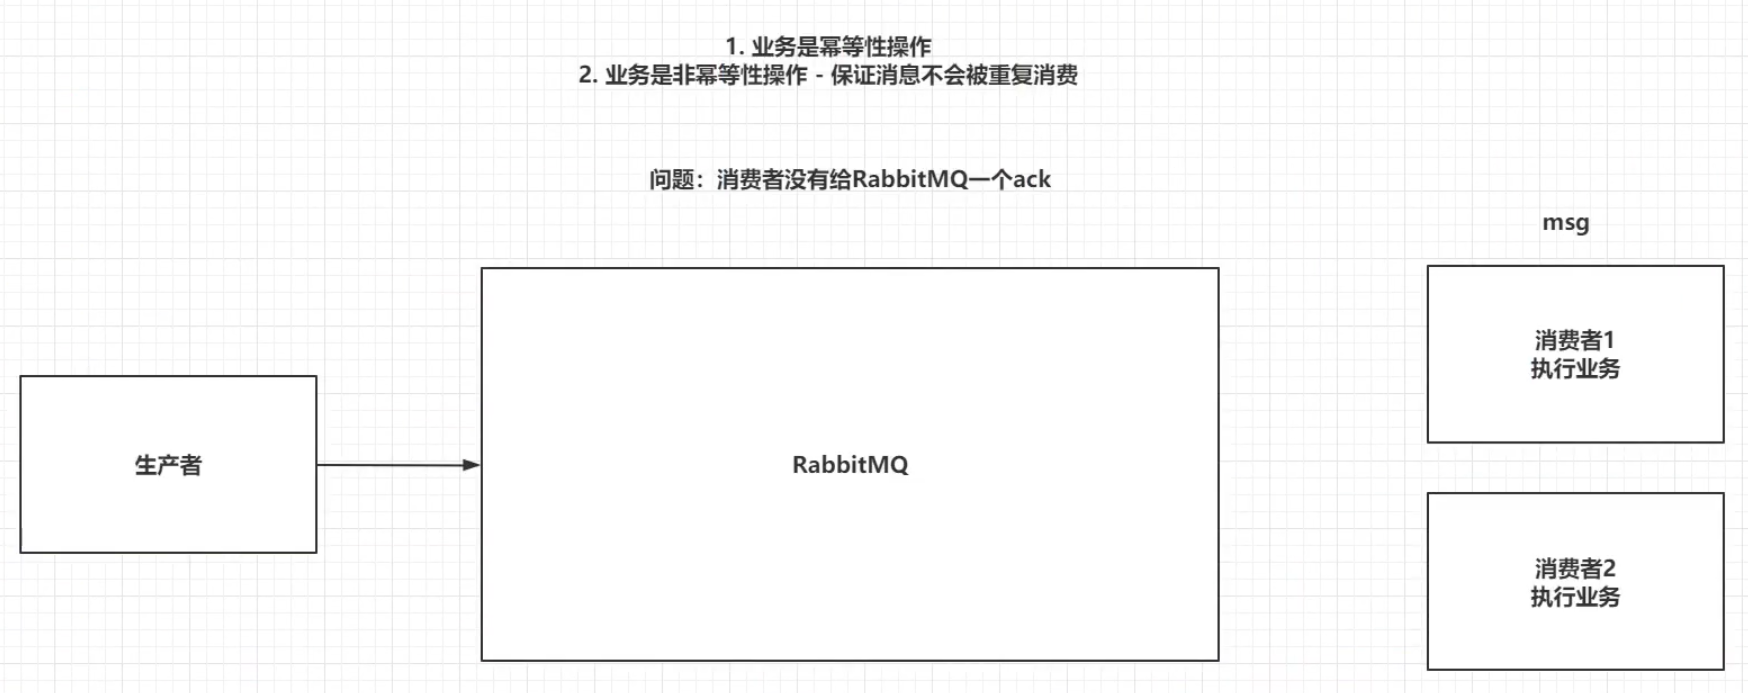 1. 业务是幂等性操作
2. 业务是非幂等性操作 - 保证消息不会被重复消费
问题：消费者没有给RabbitMQ一个ack
msg
消费者1
执行业务
生产者
RabbitMQ
消费者2
执行业务